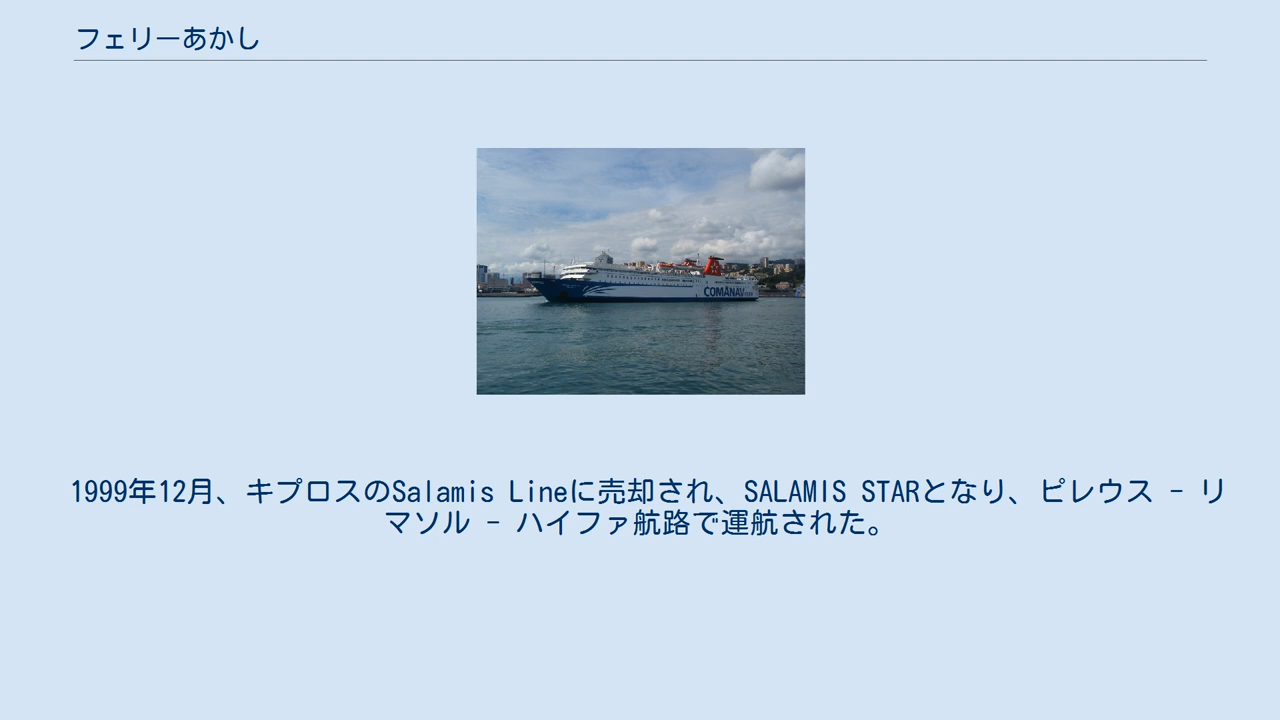 フェリーあかし
COMANAV
1999年12月、キプロスのSalamis Lineに売却され、SALAMIS STARとなり、ピレウス - リ
マソル - ハイファ航路で運航された。